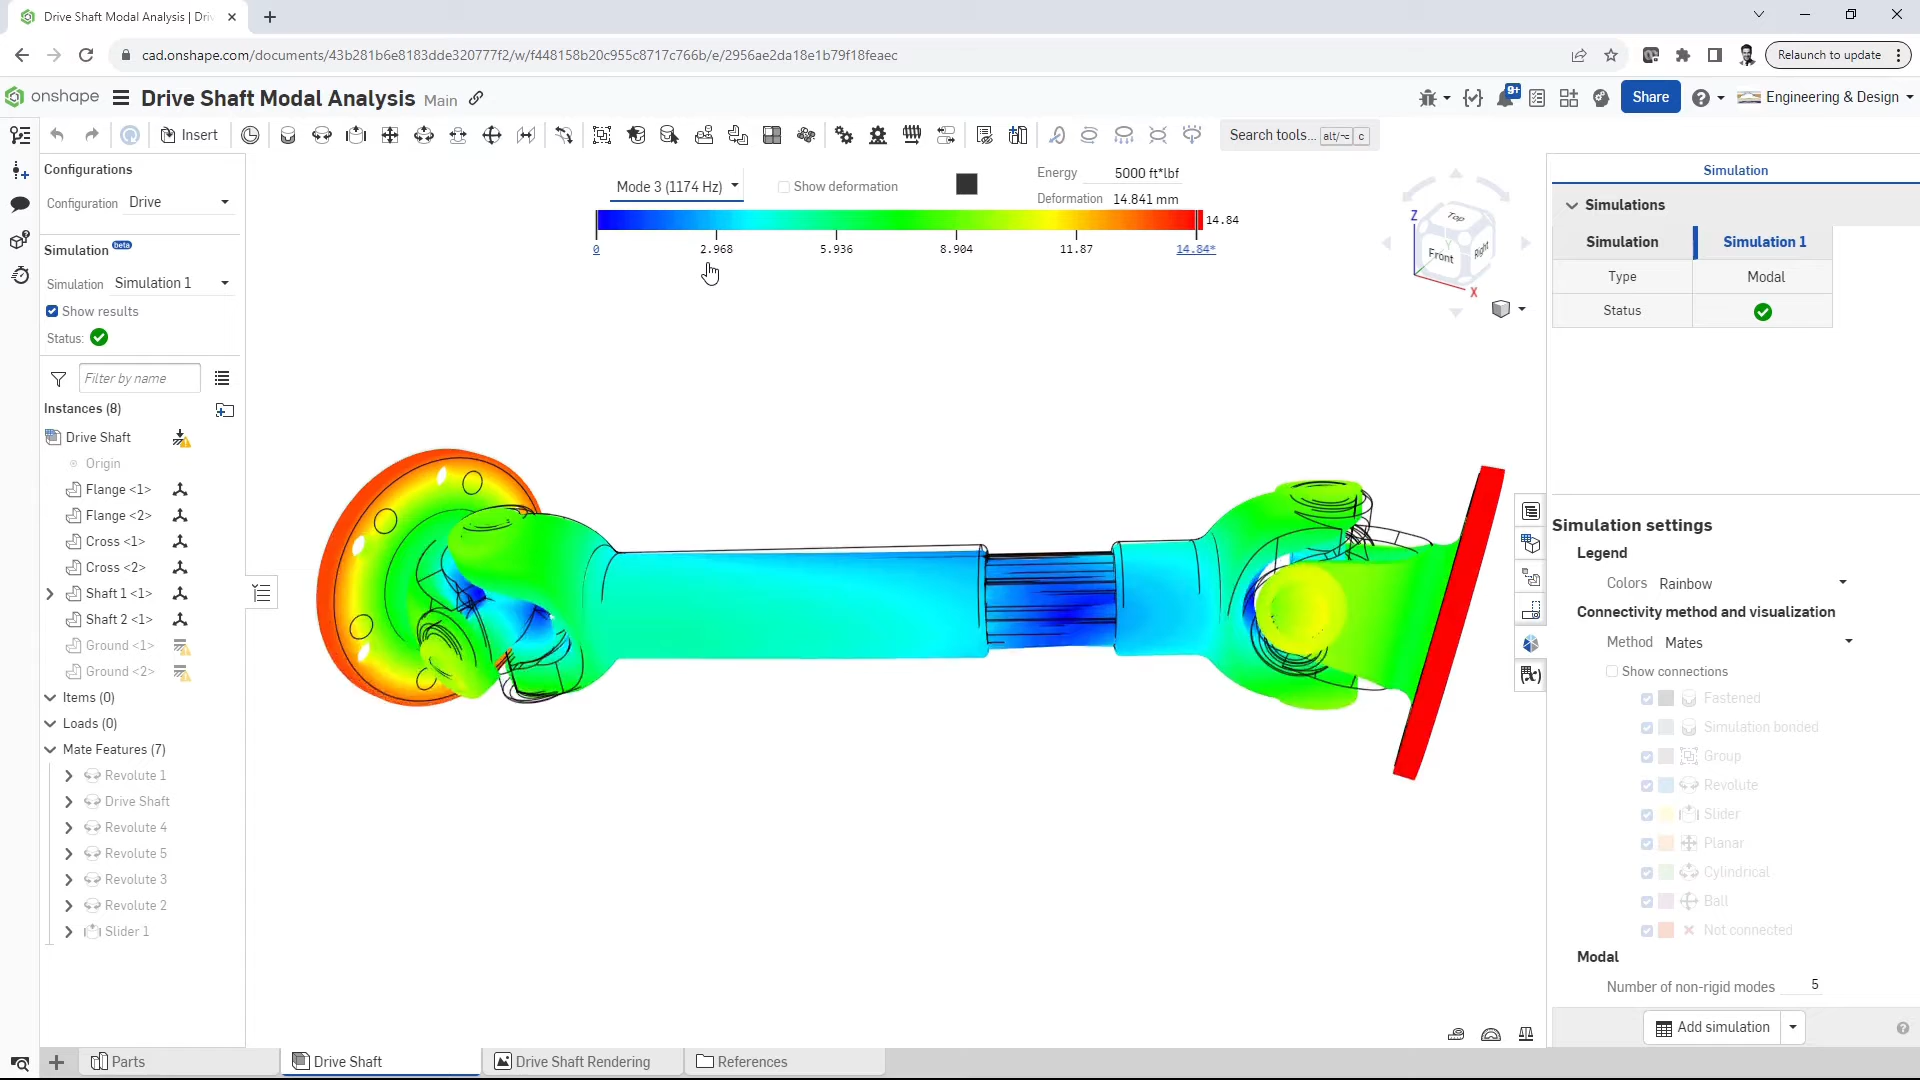 Drive Shaft Modal Analysis | Driv
cad.onshape.com/documents/43b281b6e8183dde320777f2/w/f448158b20c955c8717c766b/e/2956ae2da18e1b79f18feaec
Relaunch to update
onshape
Drive Shaft Modal Analysis Main
9+
Share
Engineering & Design
Insert
Search tools... alt/⌥ c
Configurations
Configuration Drive
Simulation beta
Simulation Simulation 1
Show results
Status:
Filter by name
Instances (8)
Drive Shaft
Origin
Flange <1>
Flange <2>
Cross <1>
Cross <2>
Shaft 1 <1>
Shaft 2 <1>
Ground <1>
Ground <2>
Items (0)
Loads (0)
Mate Features (7)
Revolute 1
Drive Shaft
Revolute 4
Revolute 5
Revolute 3
Revolute 2
Slider 1
Mode 3 (1174 Hz)
Show deformation
Energy 5000 ft*lbf
Deformation 14.841 mm
14.84
0 2.968 5.936 8.904 11.87 14.84*
Z
Top
Y
Front
Right
X
Simulation
Simulations
Simulation Simulation 1
Type Modal
Status
Simulation settings
Legend
Colors Rainbow
Connectivity method and visualization
Method Mates
Show connections
Fastened
Simulation bonded
Group
Revolute
Slider
Planar
Cylindrical
Ball
Not connected
Modal
Number of non-rigid modes 5
Add simulation
Parts
Drive Shaft
Drive Shaft Rendering
References